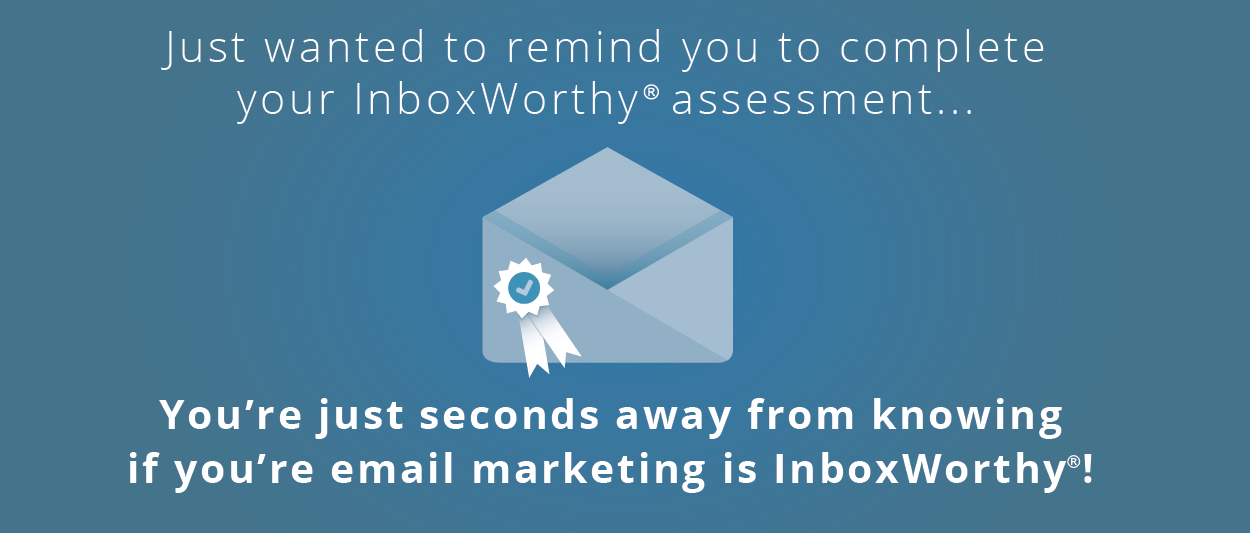 Just wanted to remind you to complete
your InboxWorthy® assessment...
You’re just seconds away from knowing
if you’re email marketing is InboxWorthy®!